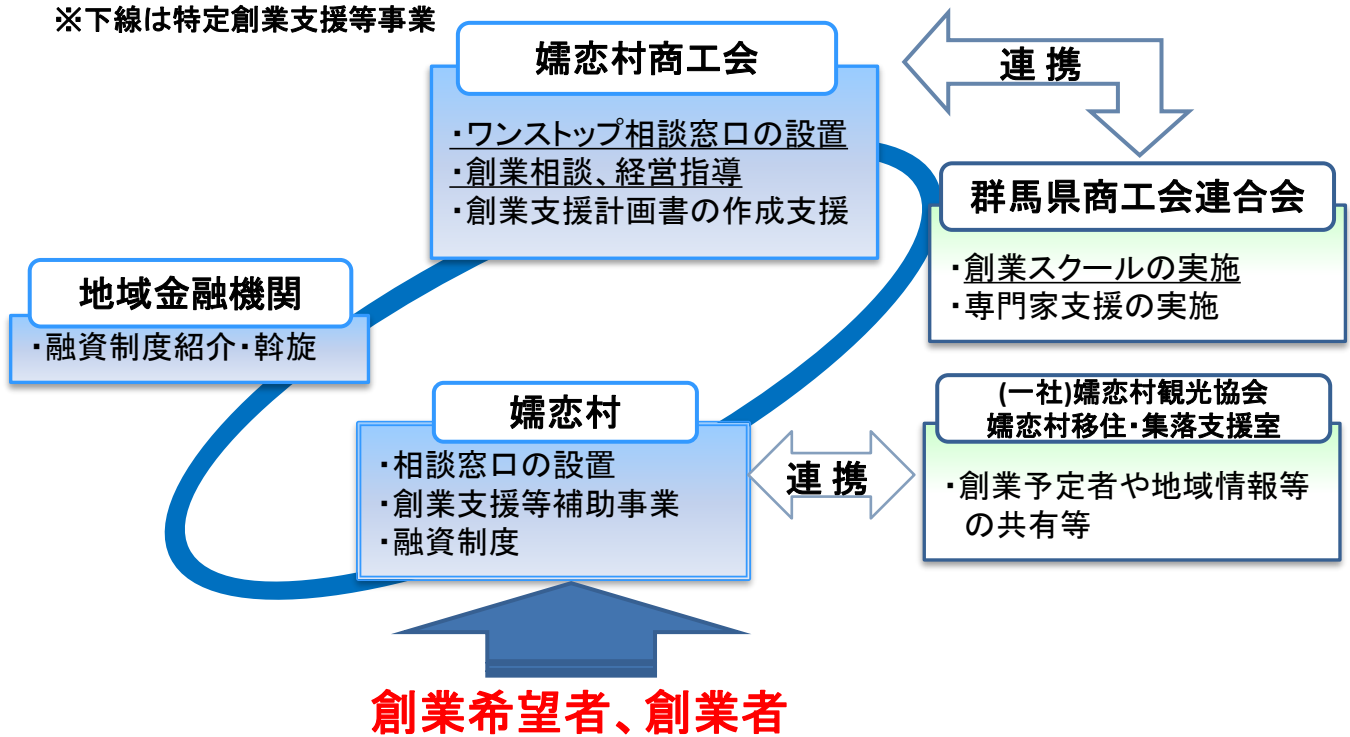 ※下線は特定創業支援等事業
嬬恋村商工会
・ワンストップ相談窓口の設置
・創業相談、経営指導
・創業支援計画書の作成支援
連 携
群馬県商工会連合会
・創業スクールの実施
・専門家支援の実施
地域金融機関
・融資制度紹介・斡旋
嬬恋村
・相談窓口の設置
・創業支援等補助事業
・融資制度
連 携
(一社)嬬恋村観光協会
嬬恋村移住・集落支援室
・創業予定者や地域情報等
の共有等
創業希望者、創業者